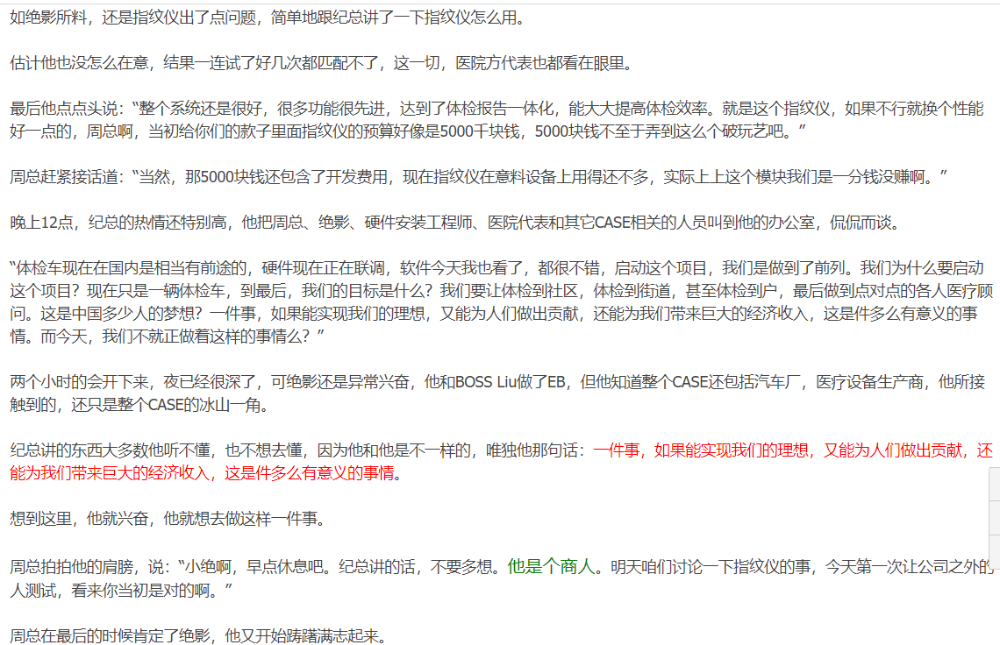 如绝影所料，还是指纹仪出了点问题，简单地跟纪总讲了一下指纹仪怎么用。
估计他也没怎么在意，结果一连试了好几次都匹配不了，这一切，医院方代表也都看在眼里。
最后他点点头说：“整个系统还是很好，很多功能很先进，达到了体检报告一体化，能大大提高体检效率。就是这个指纹仪，如果不行就换个性能
好一点的，周总啊，当初给你们的款子里面指纹仪的预算好像是5000千块钱，5000块钱不至于弄到这么个破玩艺吧。”
周总赶紧接话道：“当然，那5000块钱还包含了开发费用，现在指纹仪在意料设备上用得还不多，实际上上这个模块我们是一分钱没赚啊。”
晚上12点，纪总的热情还特别高，他把周总、绝影、硬件安装工程师、医院代表和其它CASE相关的人员叫到他的办公室，侃侃而谈。
“体检车现在在国内是相当有前途的，硬件现在正在联调，软件今天我也看了，都很不错，启动这个项目，我们是做到了前列。我们为什么要启动
这个项目？现在只是一辆体检车，到最后，我们的目标是什么？我们要让体检到社区，体检到街道，甚至体检到户，最后做到点对点的各人医疗顾
问。这是中国多少人的梦想？一件事，如果能实现我们的理想，又能为人们做出贡献，还能为我们带来巨大的经济收入，这是件多么有意义的事
情。而今天，我们不就正做着这样的事情么？”
两个小时的会开下来，夜已经很深了，可绝影还是异常兴奋，他和BOSS Liu做了EB，但他知道整个CASE还包括汽车厂，医疗设备生产商，他所接
触到的，还只是整个CASE的冰山一角。
纪总讲的东西大多数他听不懂，也不想去懂，因为他和他是不一样的，唯独他那句话：一件事，如果能实现我们的理想，又能为人们做出贡献，还
能为我们带来巨大的经济收入，这是件多么有意义的事情。
想到这里，他就兴奋，他就想去做这样一件事。
周总拍拍他的肩膀，说：“小绝啊，早点休息吧。纪总讲的话，不要多想。他是个商人。明天咱们讨论一下指纹仪的事，今天第一次让公司之外的
人测试，看来你当初是对的啊。”
周总在最后的时候肯定了绝影，他又开始踌躇满志起来。